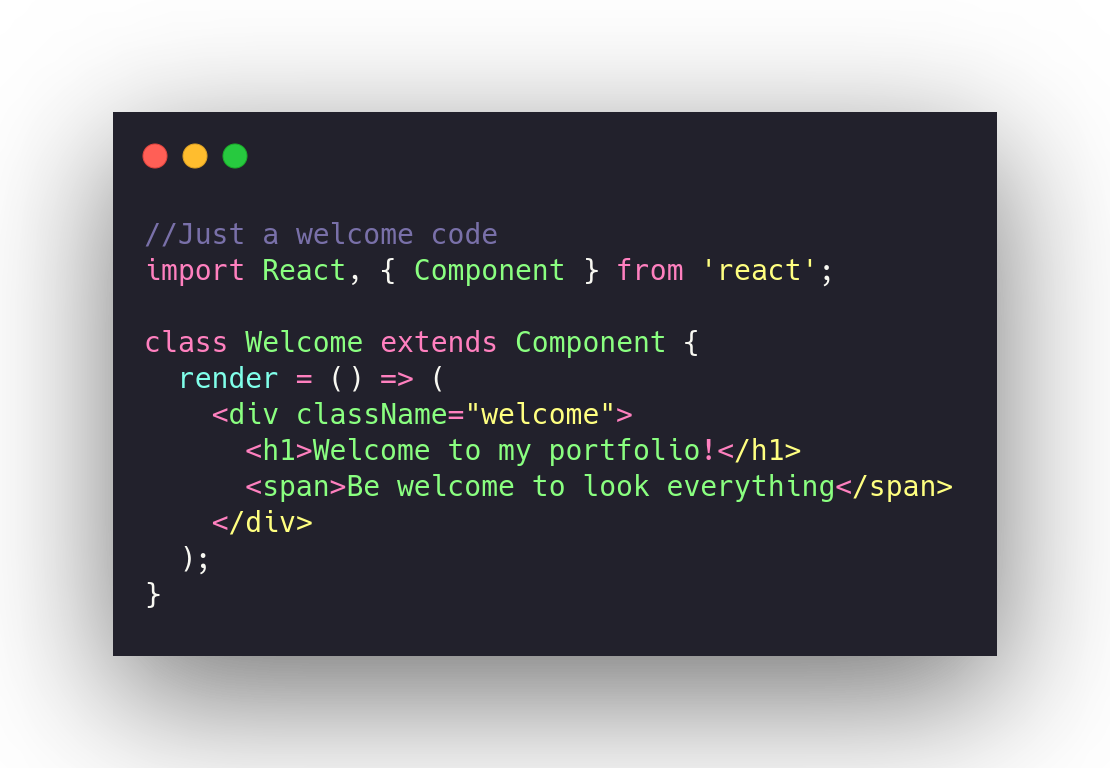 //Just a welcome code
import React, { Component } from 'react';

class Welcome extends Component {
  render = () => (
    <div className="welcome">
      <h1>Welcome to my portfolio!</h1>
      <span>Be welcome to look everything</span>
    </div>
  );
}